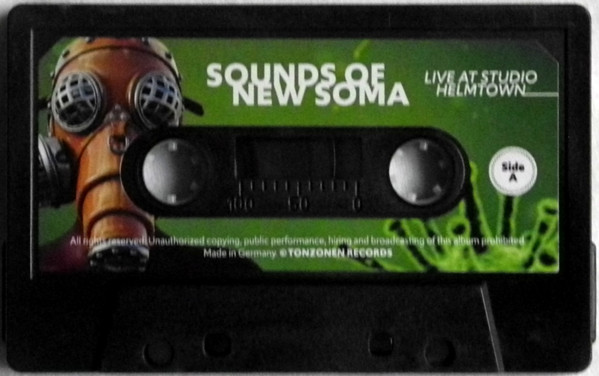 SOUNDS OF
NEW SOMA
LIVE AT STUDIO
HELMTOWN
Side
A
100 50 0
All rights reserved. Unauthorized copying, public performance, hiring and broadcasting of this album prohibited.
Made in Germany ©TONZONEN RECORDS